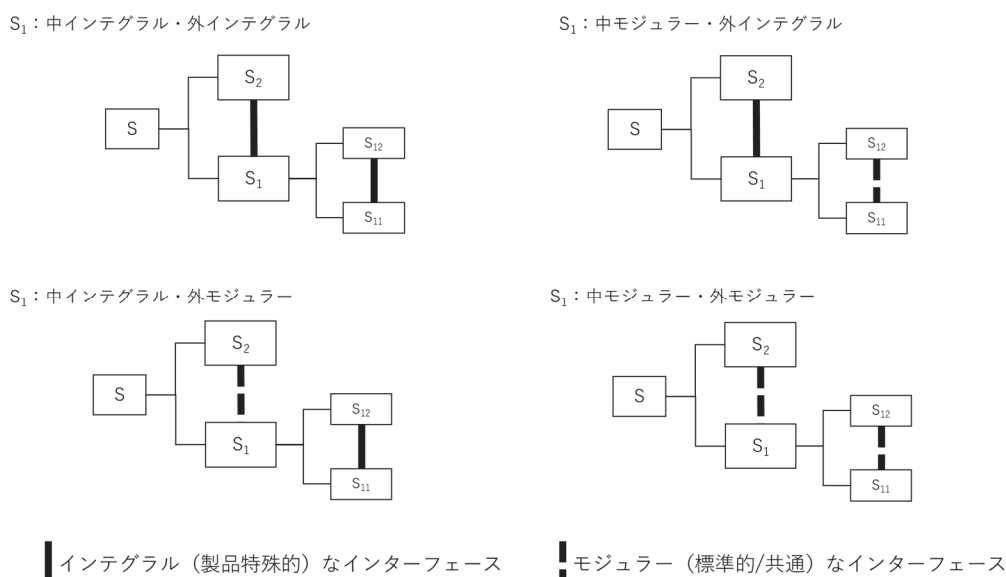 S₁：中インテグラル・外インテグラル
S₂
S
S₁
S₁₂
S₁₁
S₁：中モジュラー・外インテグラル
S₂
S
S₁
S₁₂
S₁₁
S₁：中インテグラル・外モジュラー
S₂
S
S₁
S₁₂
S₁₁
S₁：中モジュラー・外モジュラー
S₂
S
S₁
S₁₂
S₁₁
インテグラル（製品特殊的）なインターフェース
モジュラー（標準的/共通）なインターフェース